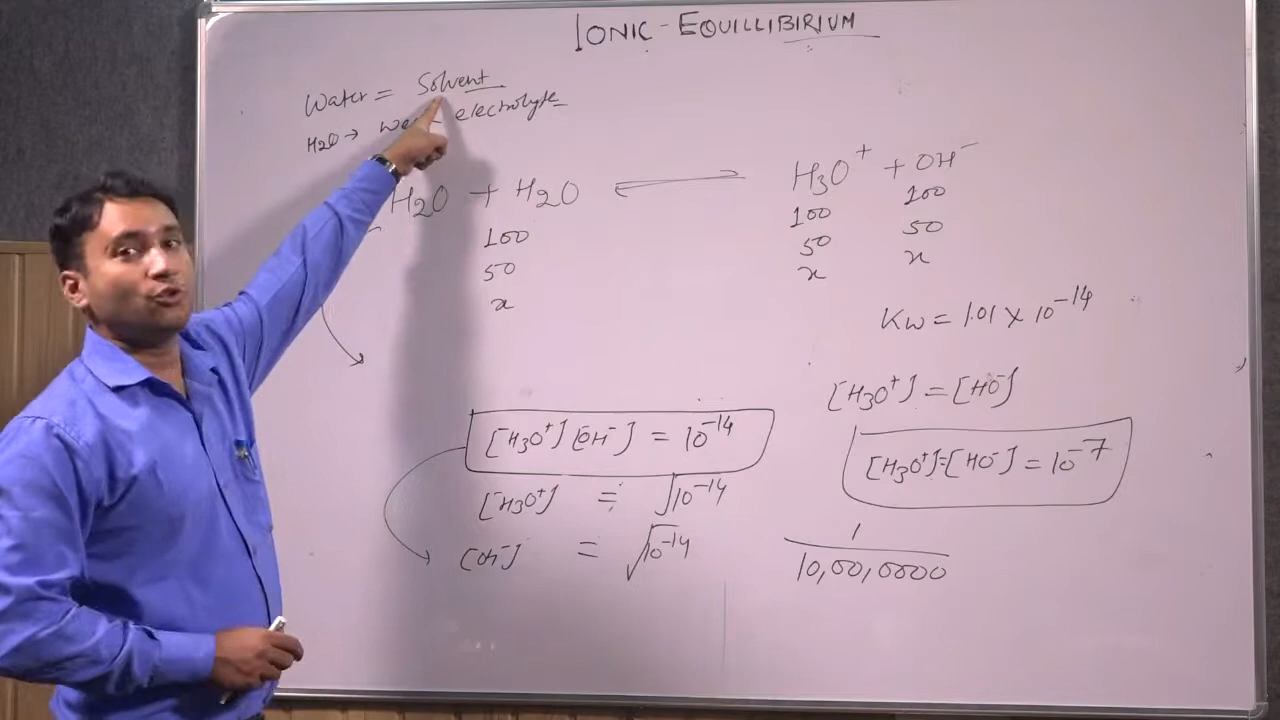 IONIC-EQUILLIBIRIUM
Water = Solvent
H2O → electrolyte
H2O + H2O ⇌ H3O⁺ + OH⁻
100 100 100
50 50 50
x x x
Kw = 1.01 × 10⁻¹⁴
[H3O⁺] = [HO⁻]
[H3O⁺][OH⁻] = 10⁻¹⁴
[H3O⁺]=[HO⁻] = 10⁻⁷
[H3O⁺] = √10⁻¹⁴
[OH⁻] = √10⁻¹⁴
1
10,00,0000